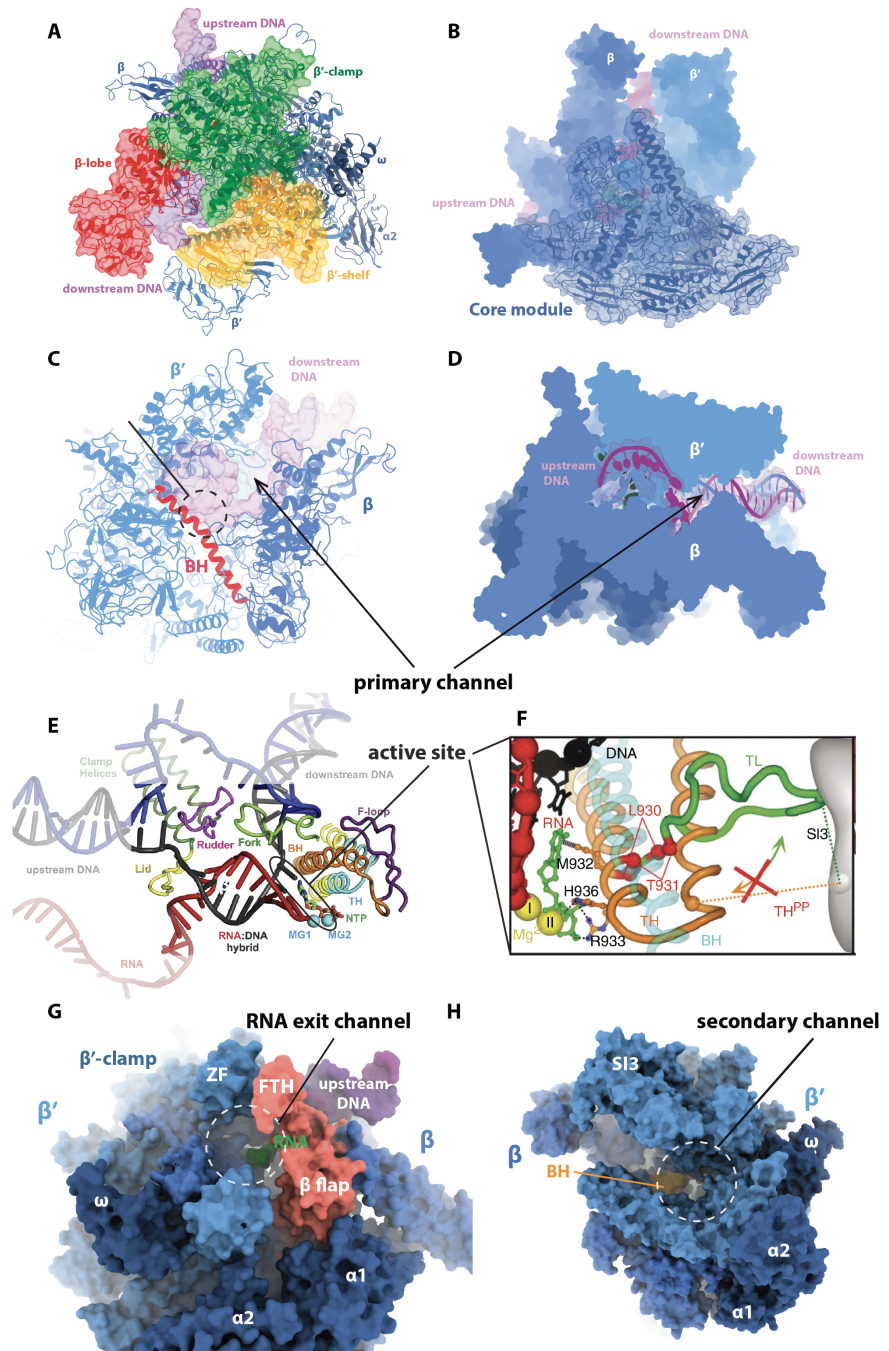 A
upstream DNA
β
β′-clamp
β-lobe
ω
α2
β′-shelf
downstream DNA
β′
B
downstream DNA
β
β′
upstream DNA
Core module
C
β′
downstream
DNA
β
BH
D
β′
upstream
DNA
downstream
DNA
β
primary channel
E
active site
Clamp
Helices
downstream DNA
F-loop
Rudder
Fork
BH
upstream DNA
Lid
TH
NTP
RNA:DNA
hybrid
MG1
MG2
RNA
F
DNA
TL
L930
RNA
SI3
M932
T931
H936
I
II
TH
TH^PP
Mg²
R933
BH
G
RNA exit channel
β′-clamp
ZF
FTH
upstream
DNA
β′
RNA
β
β flap
ω
α1
α2
H
secondary channel
SI3
β′
ω
β
BH
α2
α1